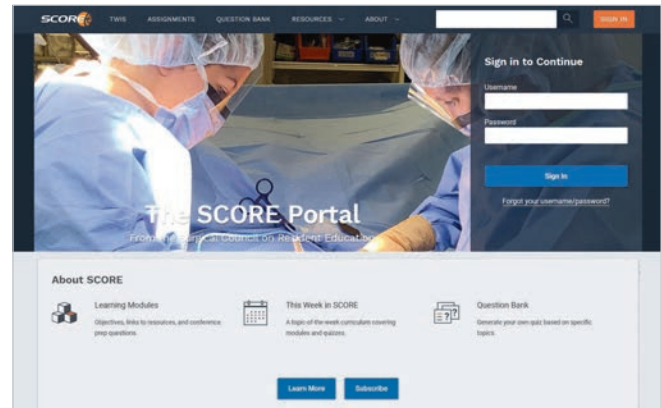 SCORE
TWIS ASSIGNMENTS QUESTION BANK RESOURCES ABOUT SIGN IN
Sign in to Continue
Username
Password
Sign In
Forgot your username/password?
The SCORE Portal
From the Surgical Council on Resident Education
About SCORE
Learning Modules
Objectives, links to resources, and conference
prep questions.
This Week in SCORE
A topic-of-the-week curriculum covering
modules and quizzes.
Question Bank
Generate your own quiz based on specific
topics.
Learn More Subscribe